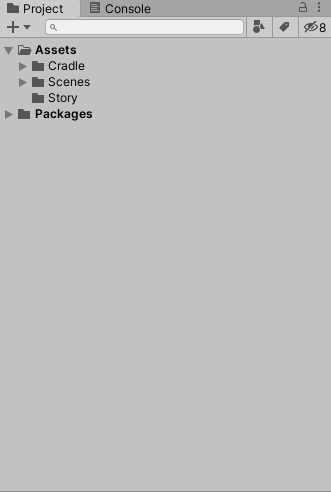 Project Console
8
Assets
Cradle
Scenes
Story
Packages